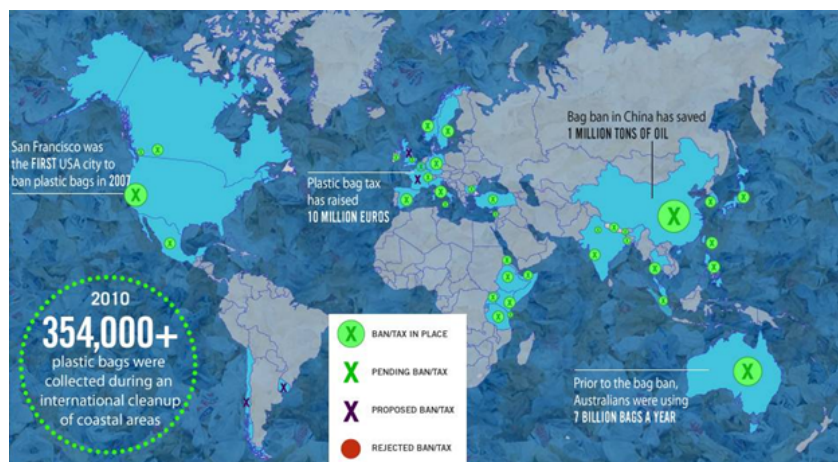 San Francisco was
the FIRST USA city to
ban plastic bags in 2007
Bag ban in China has saved
1 MILLION TONS OF OIL
Plastic bag tax
has raised
10 MILLION EUROS
2010
354,000+
plastic bags were
collected during an
international cleanup
of coastal areas
X BAN/TAX IN PLACE
X PENDING BAN/TAX
X PROPOSED BAN/TAX
REJECTED BAN/TAX
Prior to the bag ban,
Australians were using
7 BILLION BAGS A YEAR